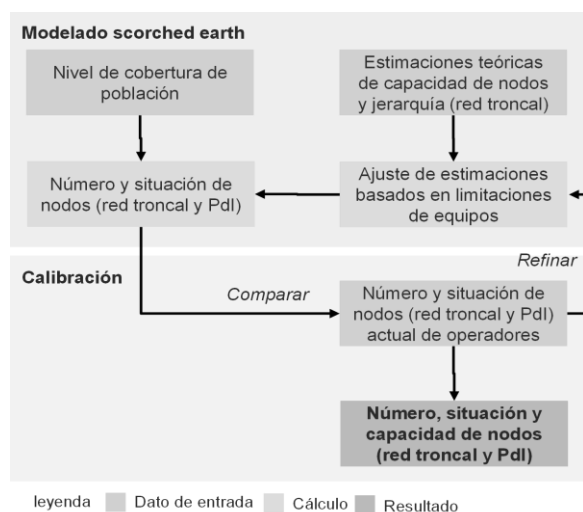 Modelado scorched earth
Nivel de cobertura de
población
Estimaciones teóricas
de capacidad de nodos
y jerarquía (red troncal)
Número y situación de
nodos (red troncal y PdI)
Ajuste de estimaciones
basados en limitaciones
de equipos
Refinar
Calibración
Comparar
Número y situación de
nodos (red troncal y PdI)
actual de operadores
Número, situación y
capacidad de nodos
(red troncal y PdI)
leyenda Dato de entrada Cálculo Resultado